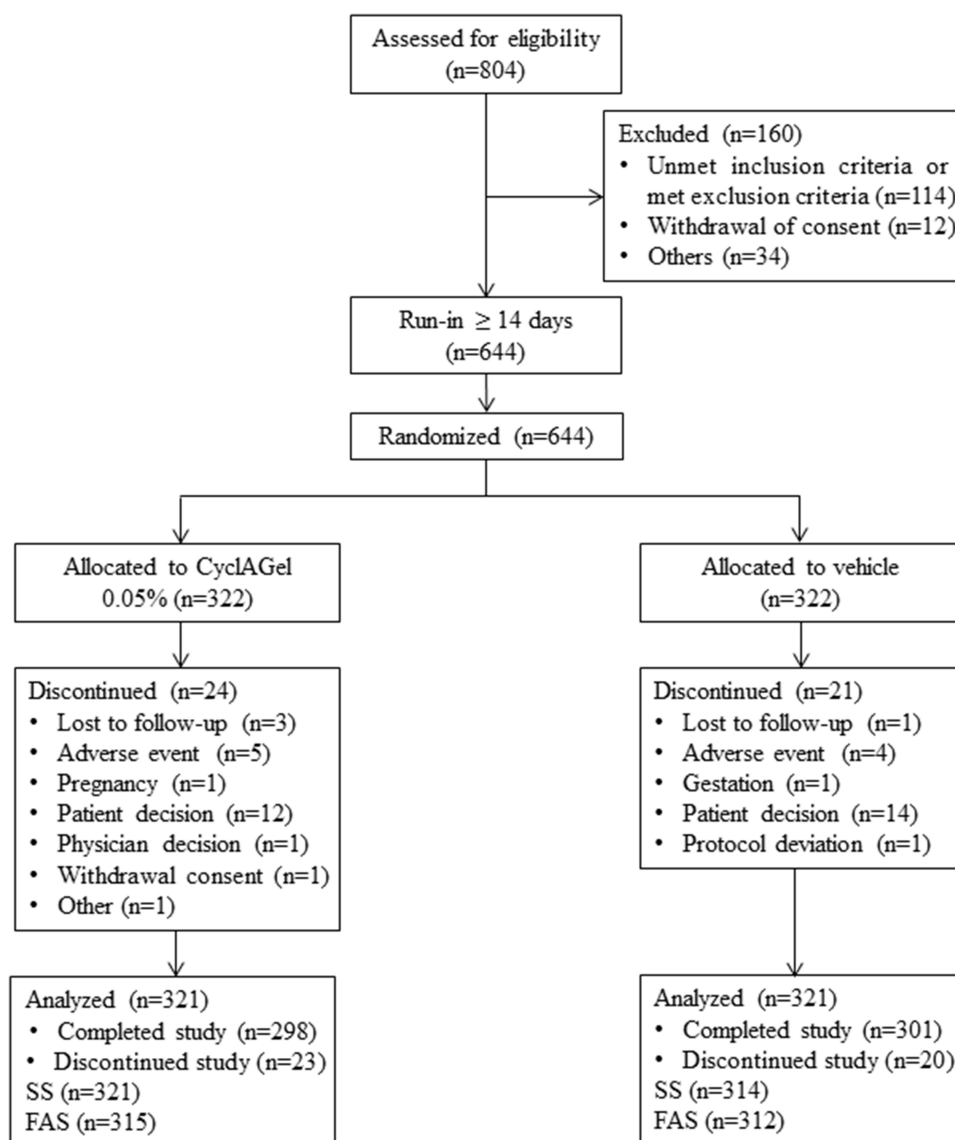 Assessed for eligibility
(n=804)
Excluded (n=160)
• Unmet inclusion criteria or
met exclusion criteria (n=114)
• Withdrawal of consent (n=12)
• Others (n=34)
Run-in ≥ 14 days
(n=644)
Randomized (n=644)
Allocated to CyclAGel
0.05% (n=322)
Allocated to vehicle
(n=322)
Discontinued (n=24)
• Lost to follow-up (n=3)
• Adverse event (n=5)
• Pregnancy (n=1)
• Patient decision (n=12)
• Physician decision (n=1)
• Withdrawal consent (n=1)
• Other (n=1)
Discontinued (n=21)
• Lost to follow-up (n=1)
• Adverse event (n=4)
• Gestation (n=1)
• Patient decision (n=14)
• Protocol deviation (n=1)
Analyzed (n=321)
• Completed study (n=298)
• Discontinued study (n=23)
SS (n=321)
FAS (n=315)
Analyzed (n=321)
• Completed study (n=301)
• Discontinued study (n=20)
SS (n=314)
FAS (n=312)